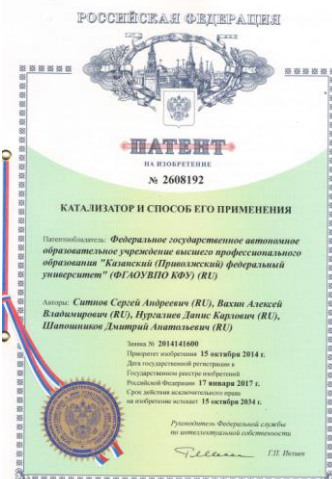 РОССИЙСКАЯ ФЕДЕРАЦИЯ
ПАТЕНТ
НА ИЗОБРЕТЕНИЕ
№ 2608192
КАТАЛИЗАТОР И СПОСОБ ЕГО ПРИМЕНЕНИЯ
Патентообладатель: Федеральное государственное автономное
образовательное учреждение высшего профессионального
образования "Казанский (Приволжский) федеральный
университет" (ФГАОУВПО КФУ) (RU)
Авторы: Ситнов Сергей Андреевич (RU), Вахин Алексей
Владимирович (RU), Нургалиев Данис Карлович (RU),
Шапошников Дмитрий Анатольевич (RU)
Заявка № 2014141600
Приоритет изобретения 15 октября 2014 г.
Дата государственной регистрации в
Государственном реестре изобретений
Российской Федерации 17 января 2017 г.
Срок действия исключительного права
на изобретение истекает 15 октября 2034 г.
Руководитель Федеральной службы
по интеллектуальной собственности
Г.П. Ивлиев